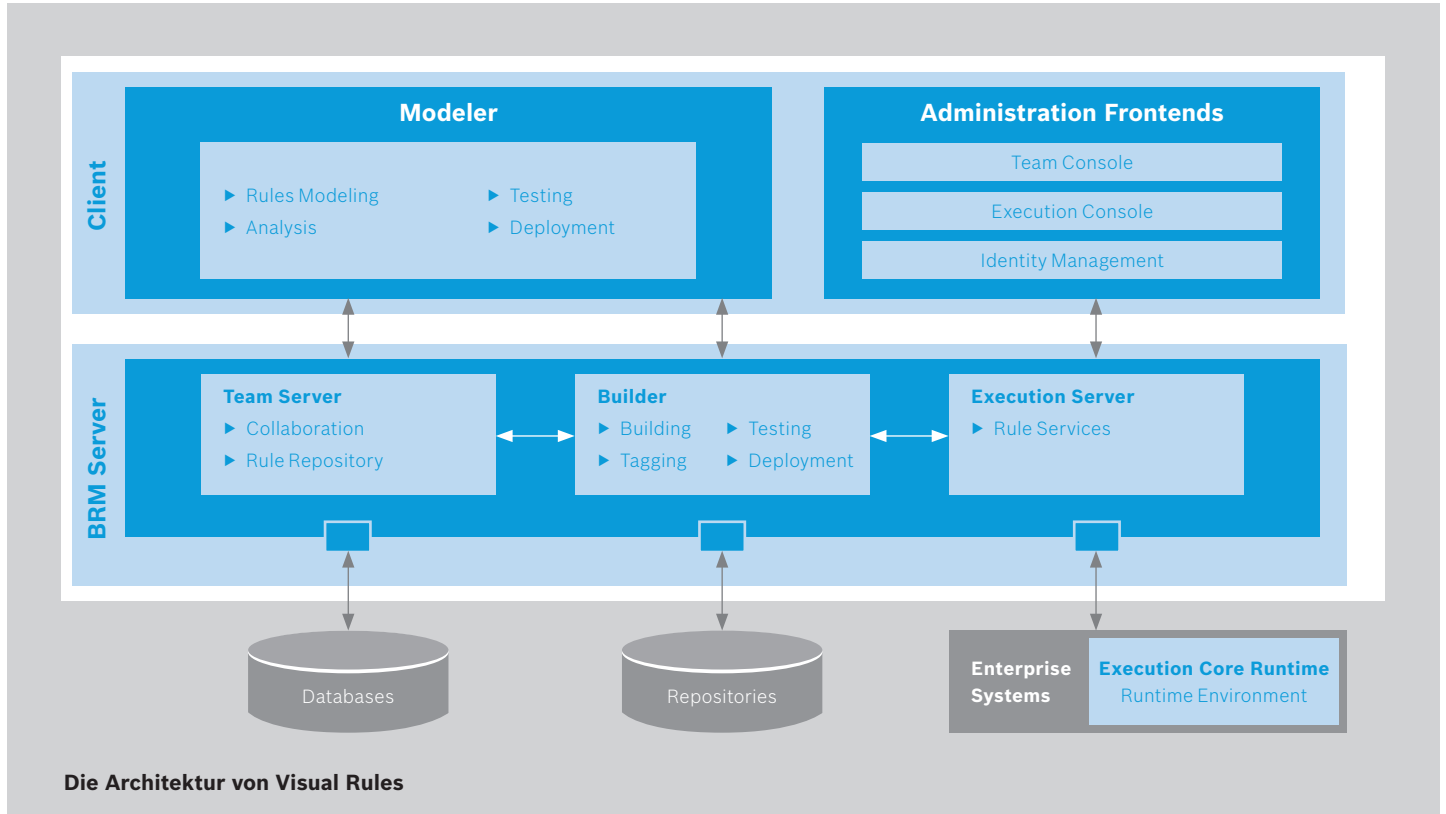 Client
Modeler
Rules Modeling
Analysis
Testing
Deployment
Administration Frontends
Team Console
Execution Console
Identity Management
BRM Server
Team Server
Collaboration
Rule Repository
Builder
Building
Tagging
Testing
Deployment
Execution Server
Rule Services
Databases
Repositories
Enterprise
Systems
Execution Core Runtime
Runtime Environment
Die Architektur von Visual Rules